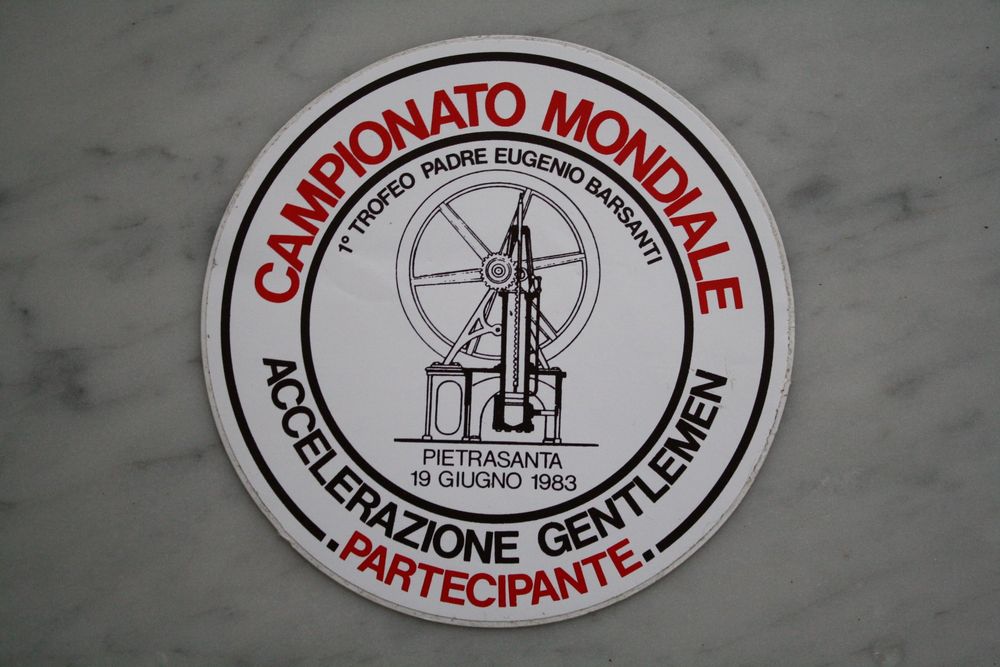 CAMPIONATO MONDIALE
1° TROFEO PADRE EUGENIO BARSANTI
PIETRASANTA
19 GIUGNO 1983
ACCELERAZIONE GENTLEMEN
.PARTECIPANTE.